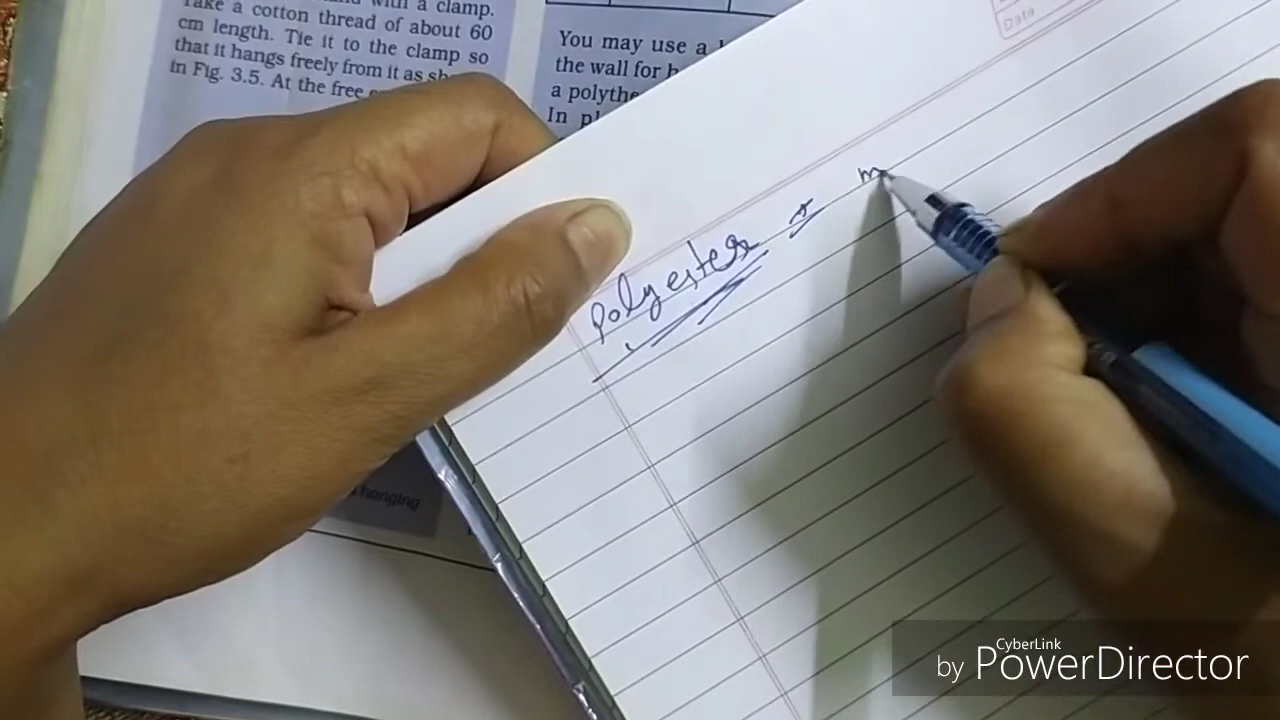 with a clamp.
Take a cotton thread of about 60
cm length. Tie it to the clamp so
that it hangs freely from it as
in Fig. 3.5. At the free
You may use a
the wall for
a polythe
In
Date
Polyester
m
hanging
CyberLink
by PowerDirector